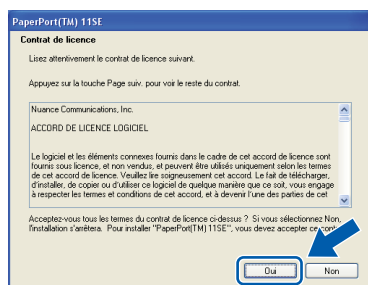 PaperPort(TM) 11SE
Contrat de licence
Lisez attentivement le contrat de licence suivant.
Appuyez sur la touche Page suiv. pour voir le reste du contrat.
Nuance Communications, Inc.
ACCORD DE LICENCE LOGICIEL
Le logiciel et les éléments connexes fournis dans le cadre de cet accord de licence sont
fournis sous licence, et non vendus, et peuvent être utilisés uniquement selon les termes
de cet accord de licence. Veuillez lire soigneusement cet accord. Le fait de télécharger,
d'installer, de copier ou d'utiliser ce logiciel de quelque manière que ce soit, vous engage
à respecter les termes et conditions de cet accord, et à devenir l'une des parties de cet
Acceptez-vous tous les termes du contrat de licence ci-dessus ? Si vous sélectionnez Non,
l'installation s'arrêtera. Pour installer "PaperPort(TM) 11SE", vous devez accepter ce
Oui
Non